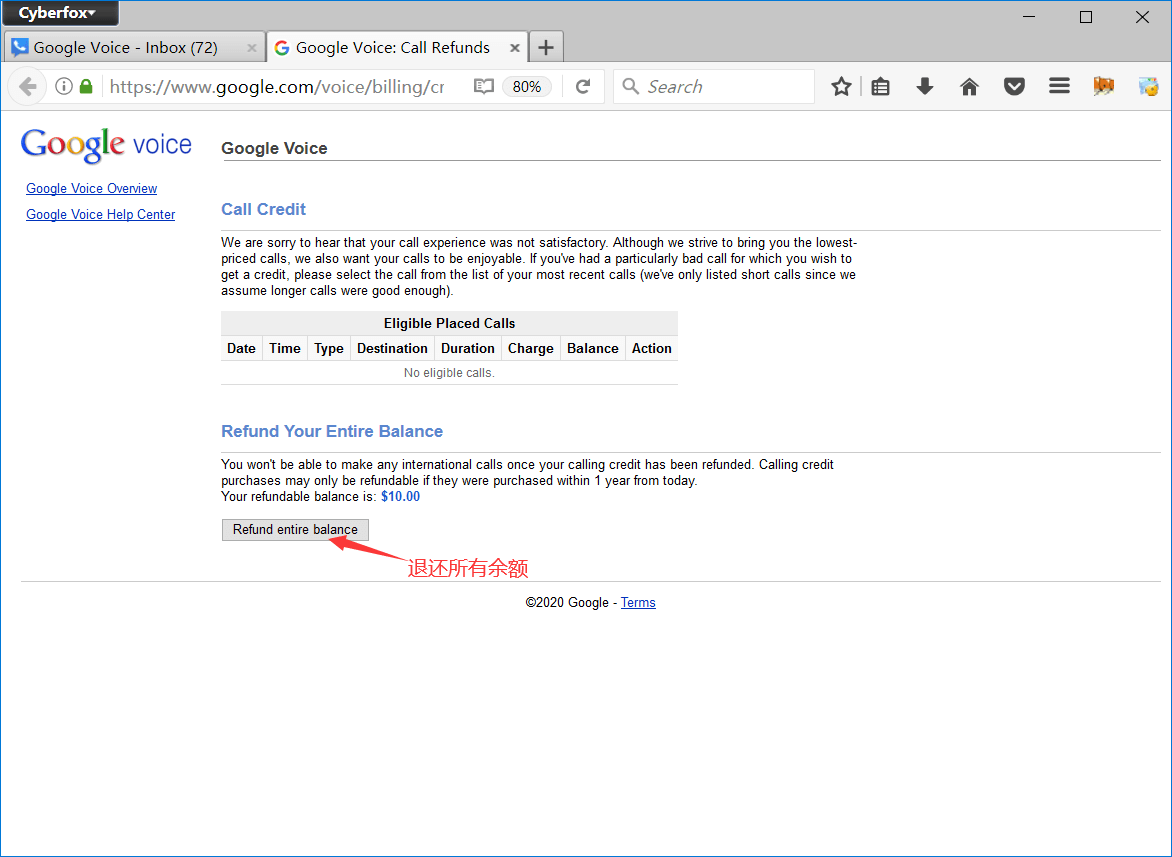 Cyberfox
Google Voice - Inbox (72)
Google Voice: Call Refunds
https://www.google.com/voice/billing/cr
80%
Search
Google voice
Google Voice
Google Voice Overview
Google Voice Help Center
Call Credit
We are sorry to hear that your call experience was not satisfactory. Although we strive to bring you the lowest-
priced calls, we also want your calls to be enjoyable. If you've had a particularly bad call for which you wish to
get a credit, please select the call from the list of your most recent calls (we've only listed short calls since we
assume longer calls were good enough).
Eligible Placed Calls
Date Time Type Destination Duration Charge Balance Action
No eligible calls.
Refund Your Entire Balance
You won't be able to make any international calls once your calling credit has been refunded. Calling credit
purchases may only be refundable if they were purchased within 1 year from today.
Your refundable balance is: $10.00
Refund entire balance
退还所有余额
©2020 Google - Terms